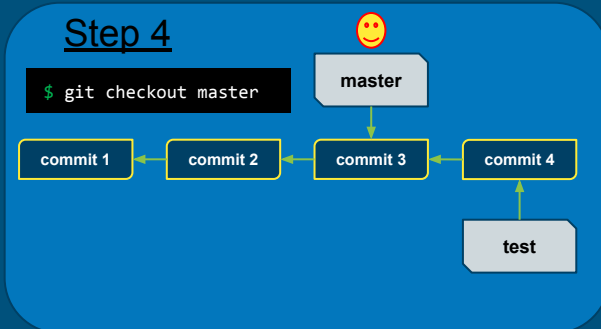 Step 4
$ git checkout master
master
commit 1
commit 2
commit 3
commit 4
test